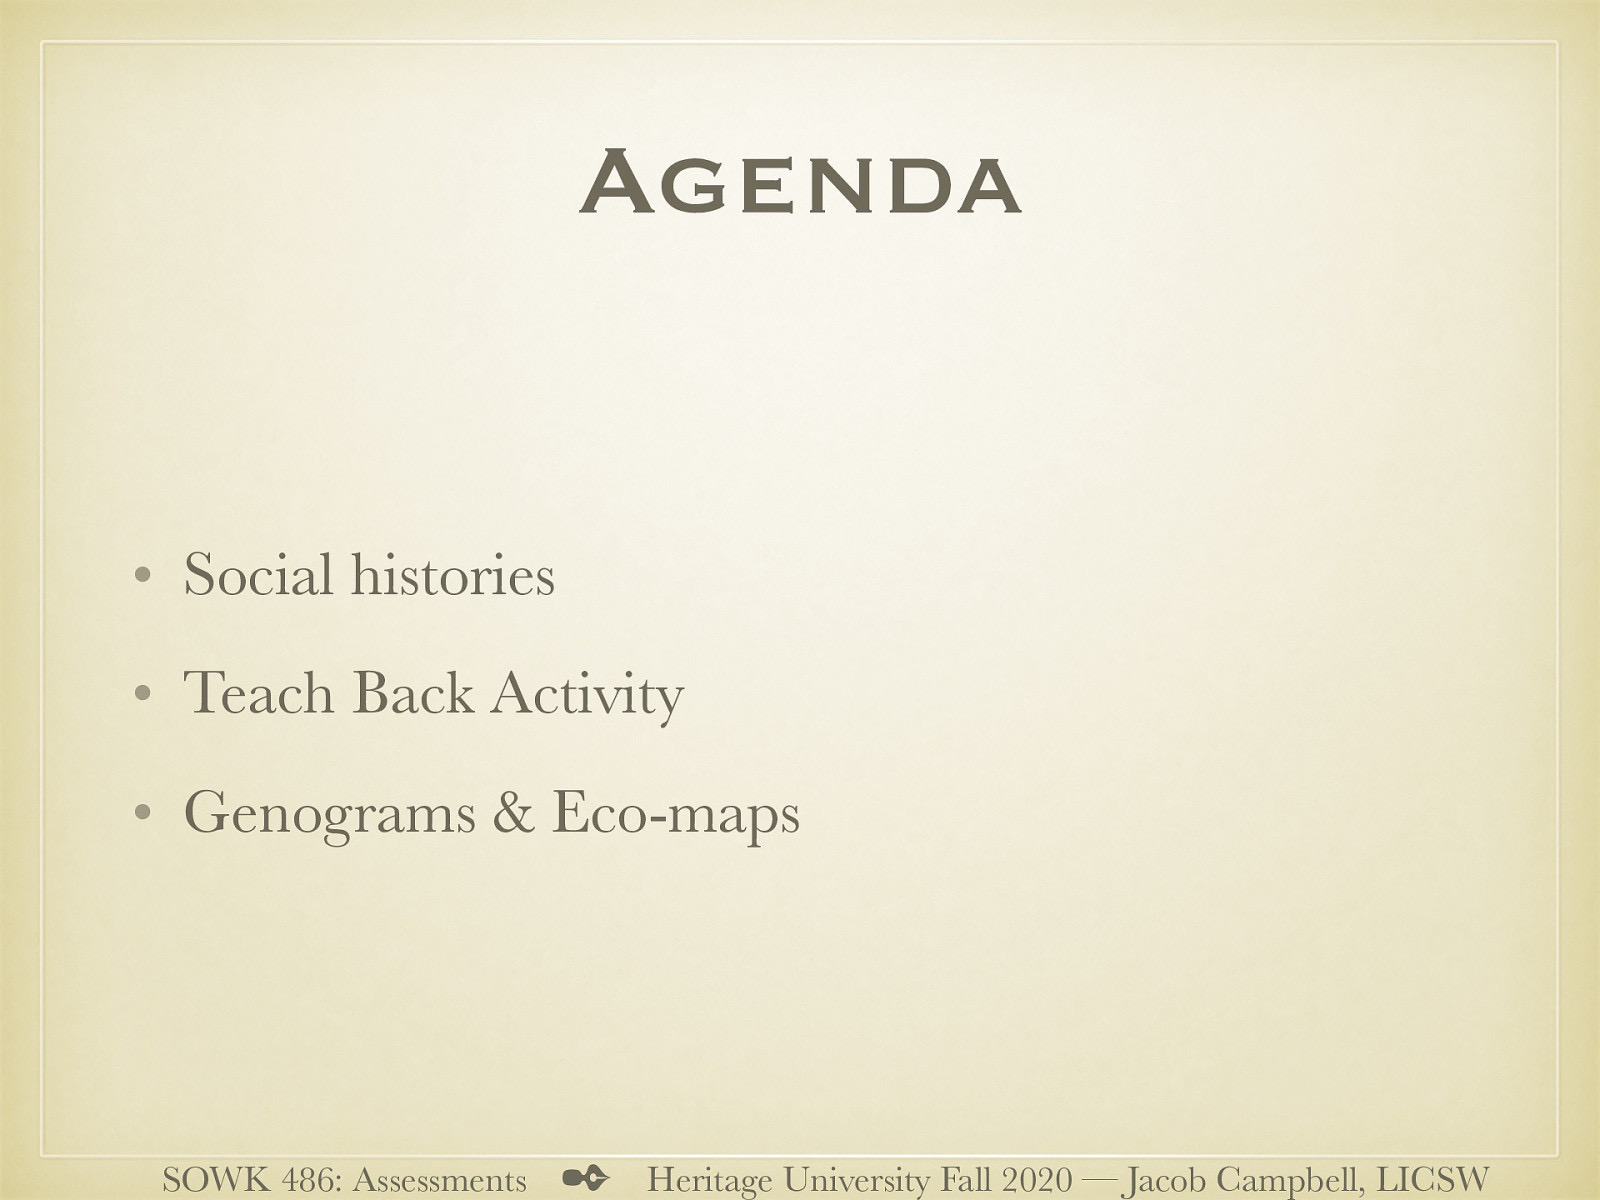 AGENDA
• Social histories
• Teach Back Activity
• Genograms & Eco-maps
SOWK 486: Assessments ✒ Heritage University Fall 2020 — Jacob Campbell, LICSW